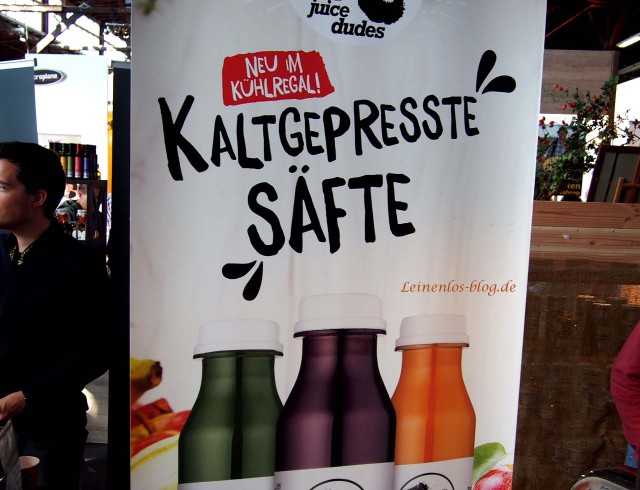 juice
dudes
NEU IM
KÜHLREGAL!
KALTGEPRESSTE
SÄFTE
Leinenlos-blog.de